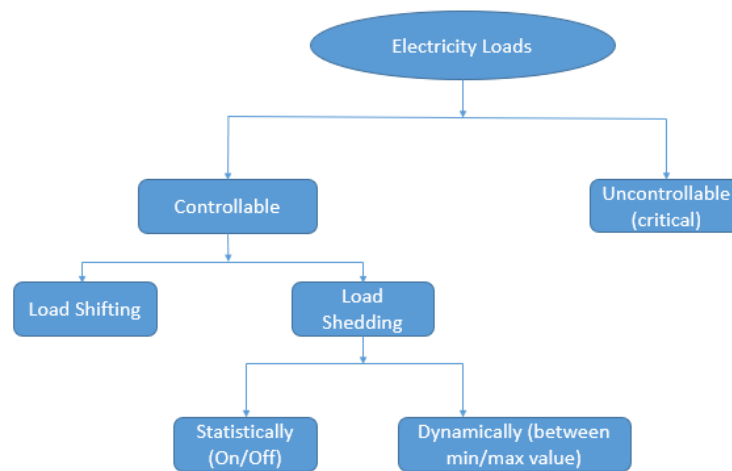 Electricity Loads
Controllable
Uncontrollable
(critical)
Load Shifting
Load
Shedding
Statistically
(On/Off)
Dynamically (between
min/max value)